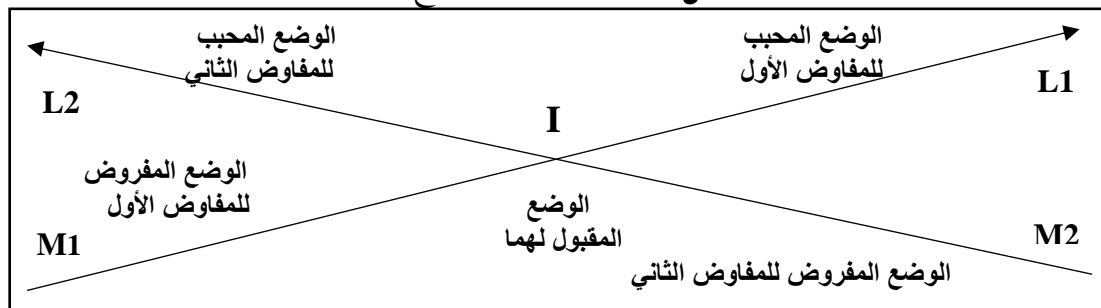 الوضع المحبب
للمفاوض الأول
الوضع المحبب
للمفاوض الثاني
L1
L2
I
الوضع المفروض
للمفاوض الأول
الوضع
المقبول لهما
M2
M1
الوضع المفروض للمفاوض الثاني